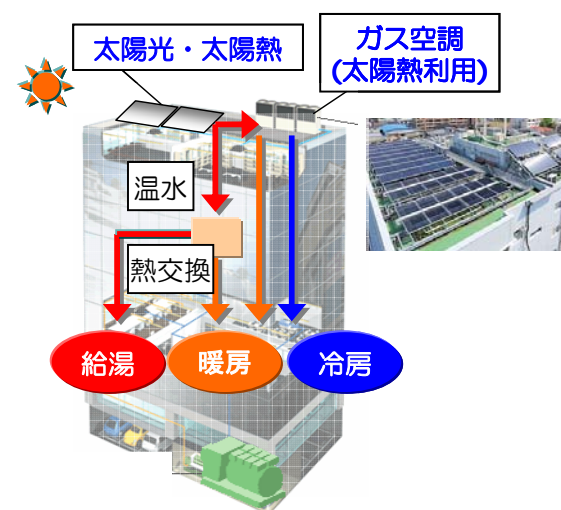 太陽光・太陽熱
ガス空調
(太陽熱利用)
温水
熱交換
給湯
暖房
冷房